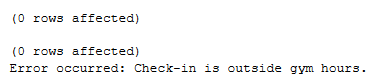 (0 rows affected)
(0 rows affected)
Error occurred: Check-in is outside gym hours.